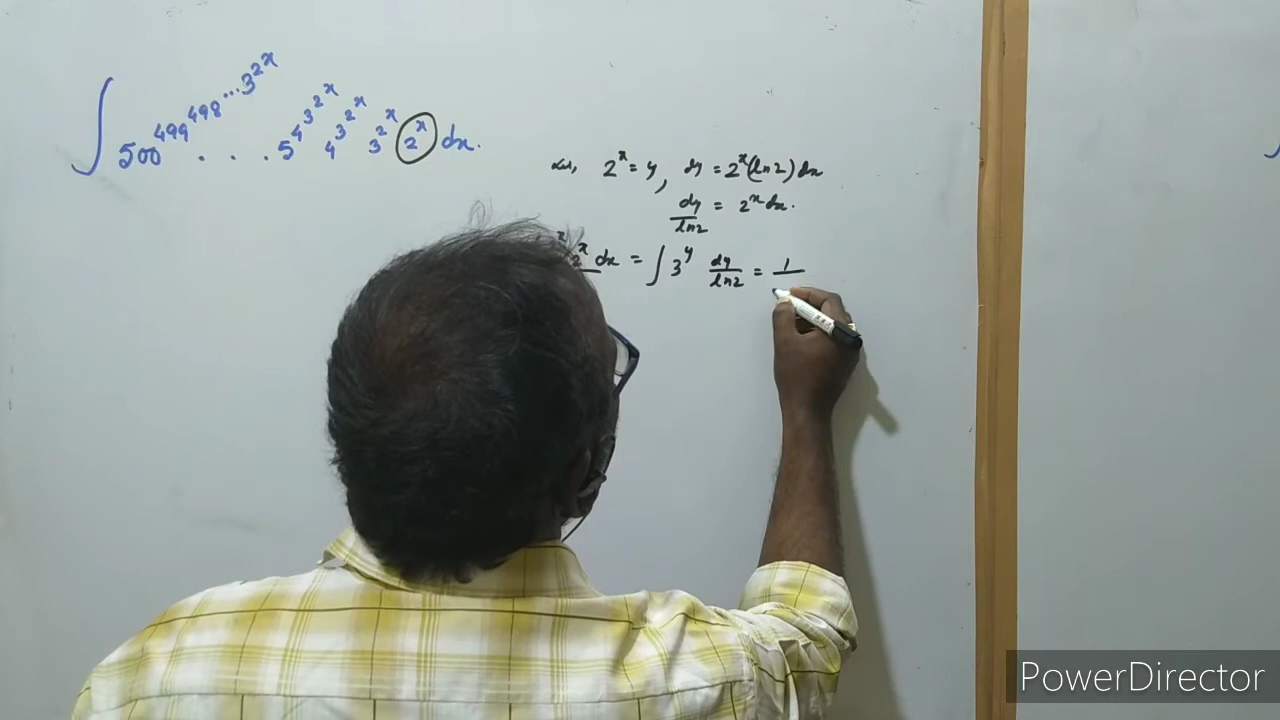 ∫ 500^499^498^...^3^2^x . . . 5^4^3^2^x 4^3^2^x 3^2^x 2^x dx.
2^x = y, dy = 2^x (ln2) dx
dy/ln2 = 2^x dx.
2^x dx = ∫ 3^y dy/ln2 = 1
PowerDirector